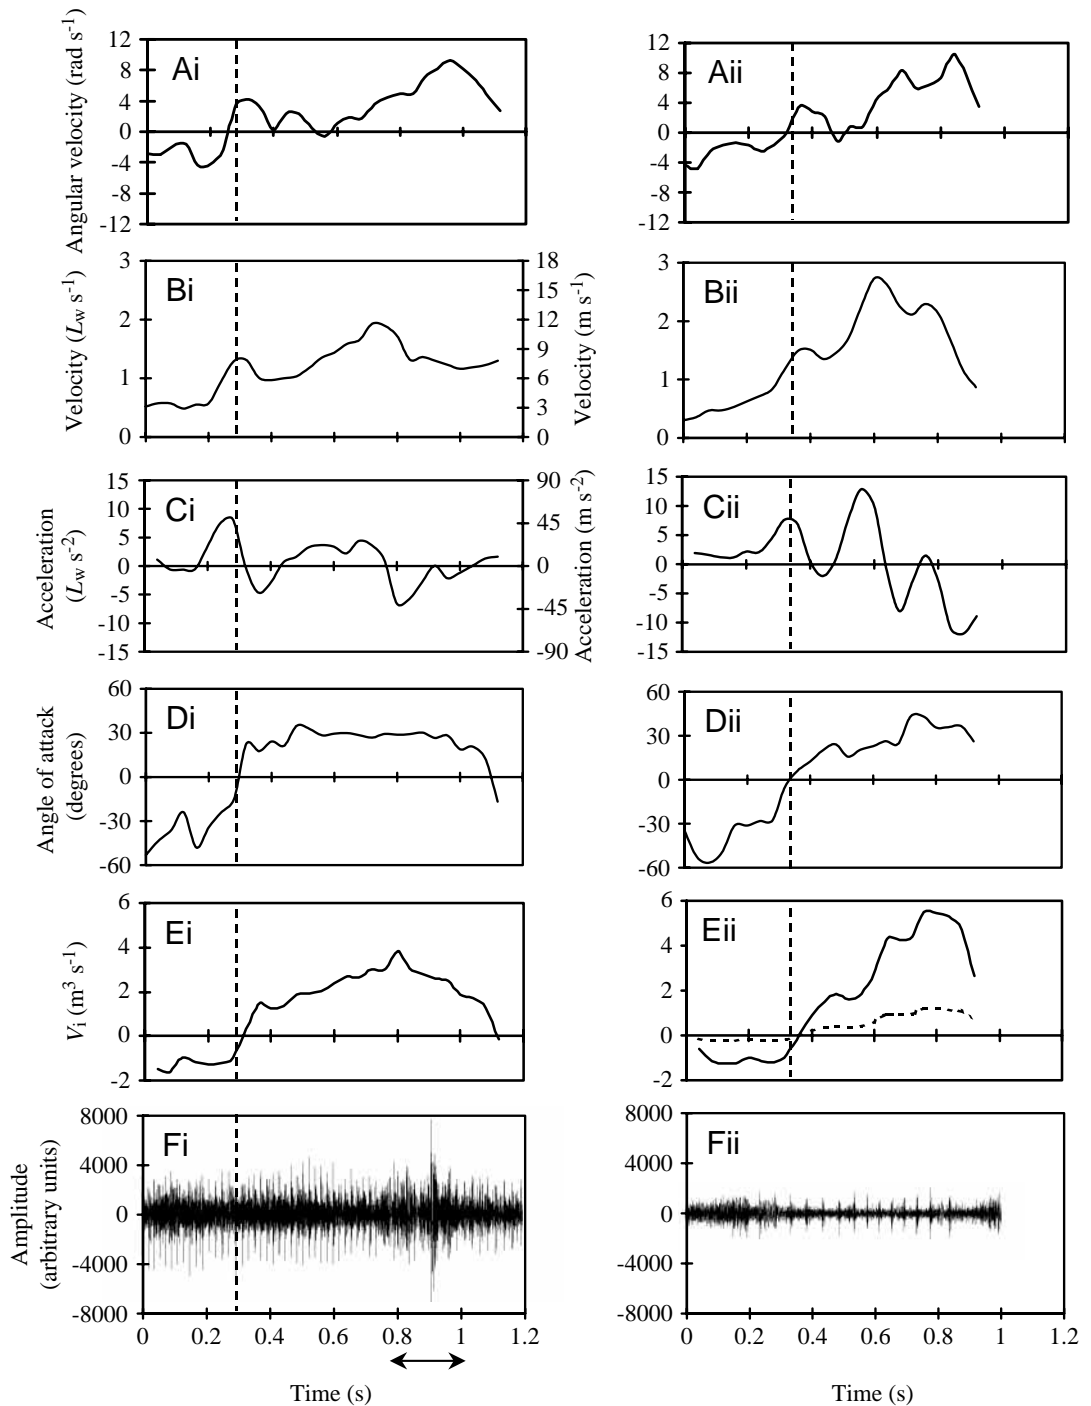 Angular velocity (rad s-1)
12
8
4
0
-4
-8
-12
Ai
12
8
4
0
-4
-8
-12
Aii
Velocity (Lw s-1)
3
2
1
0
Bi
18
15
12
9
6
3
0
Velocity (m s-1)
3
2
1
0
Bii
Acceleration
(Lw s-2)
15
10
5
0
-5
-10
-15
Ci
90
45
0
-45
-90
Acceleration (m s-2)
15
10
5
0
-5
-10
-15
Cii
Angle of attack
(degrees)
60
30
0
-30
-60
Di
60
30
0
-30
-60
Dii
Vi (m3 s-1)
6
4
2
0
-2
Ei
6
4
2
0
-2
Eii
Amplitude
(arbitrary units)
8000
4000
0
-4000
-8000
Fi
0 0.2 0.4 0.6 0.8 1 1.2
Time (s)
8000
4000
0
-4000
-8000
Fii
0 0.2 0.4 0.6 0.8 1 1.2
Time (s)